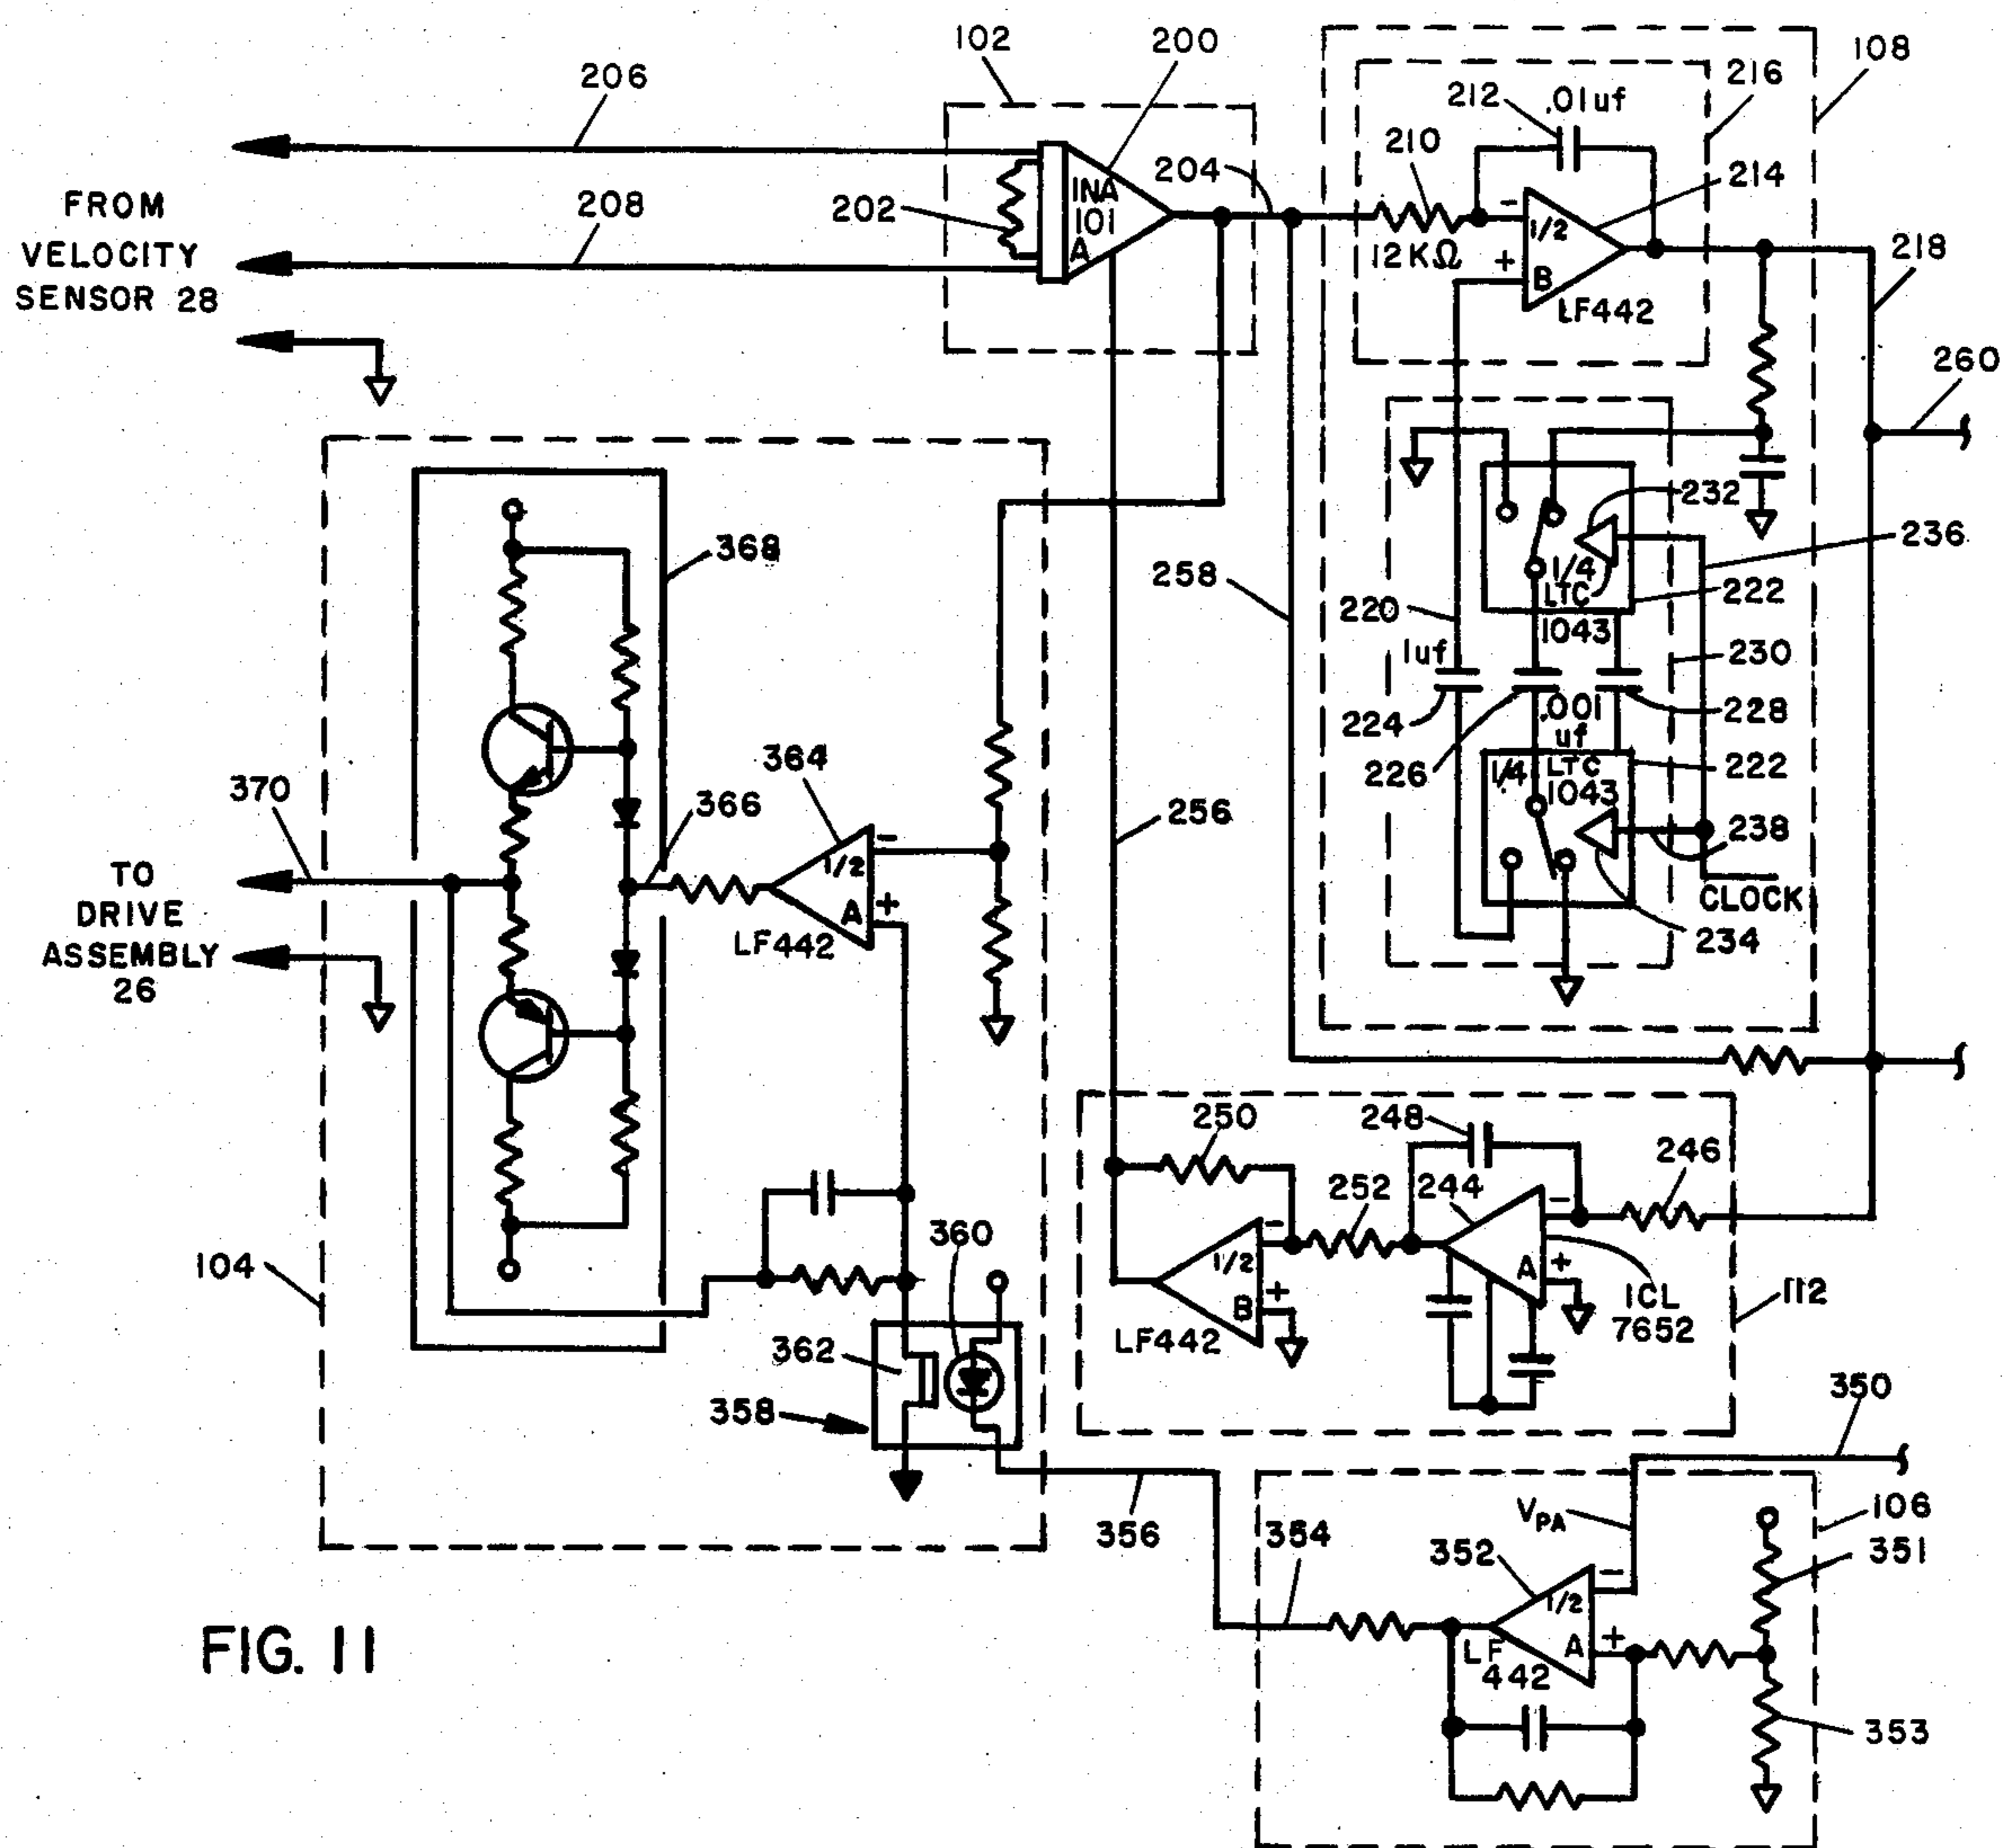 102
200
108
206
216
212
.01uf
210
204
214
FROM
VELOCITY
SENSOR 28
208
202
INA
101
A
-
1/2
12KΩ
+
B
LF442
218
260
232
368
236
258
1/4
LTC
222
220
1043
1uf
230
224
.001
uf
228
364
226
1/4
LTC
1043
222
370
366
256
-
1/2
238
TO
DRIVE
ASSEMBLY
26
A
+
LF442
CLOCK
234
250
248
246
252
244
-
104
360
-
1/2
A
+
B
+
LF442
ICL
7652
112
362
358
350
VPA
106
356
354
352
-
351
1/2
A
+
LF
442
353
FIG. 11